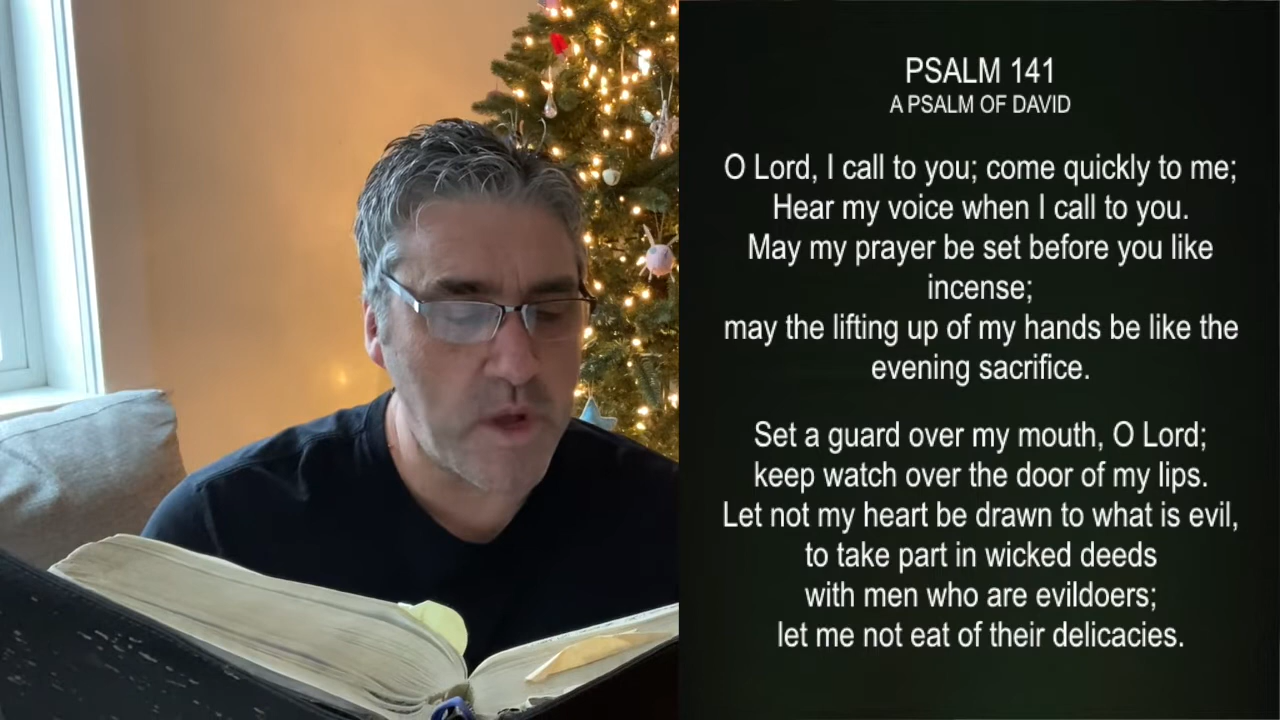 PSALM 141
A PSALM OF DAVID
O Lord, I call to you; come quickly to me;
Hear my voice when I call to you.
May my prayer be set before you like
incense;
may the lifting up of my hands be like the
evening sacrifice.
Set a guard over my mouth, O Lord;
keep watch over the door of my lips.
Let not my heart be drawn to what is evil,
to take part in wicked deeds
with men who are evildoers;
let me not eat of their delicacies.